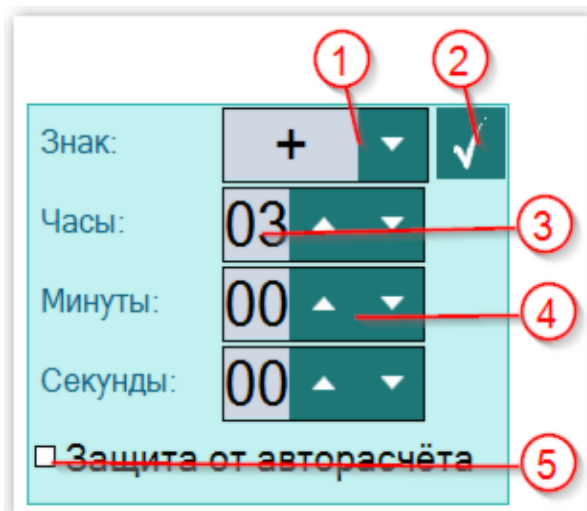 1 2
Знак: +
Часы: 03 3
Минуты: 00 4
Секунды: 00
Защита от авторасчёта 5